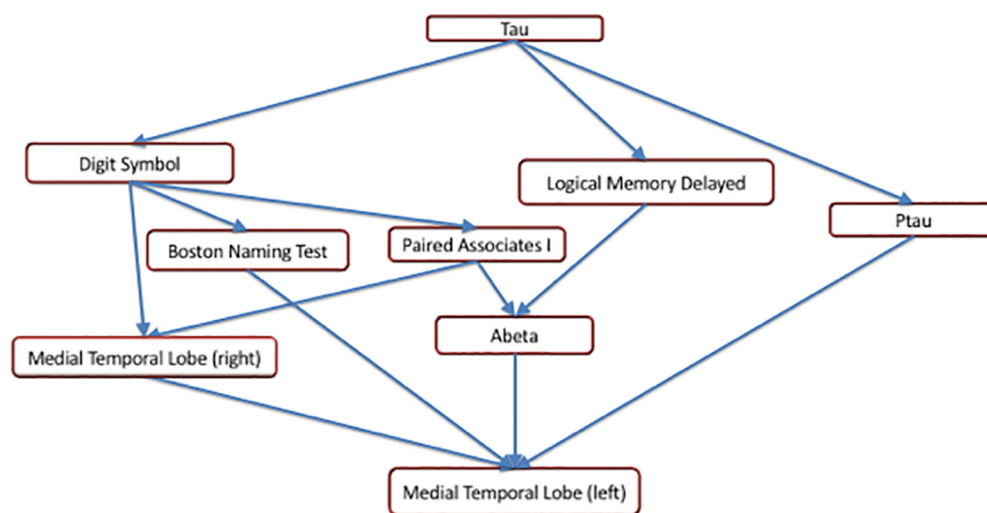 Tau
Digit Symbol
Logical Memory Delayed
Ptau
Boston Naming Test
Paired Associates I
Abeta
Medial Temporal Lobe (right)
Medial Temporal Lobe (left)